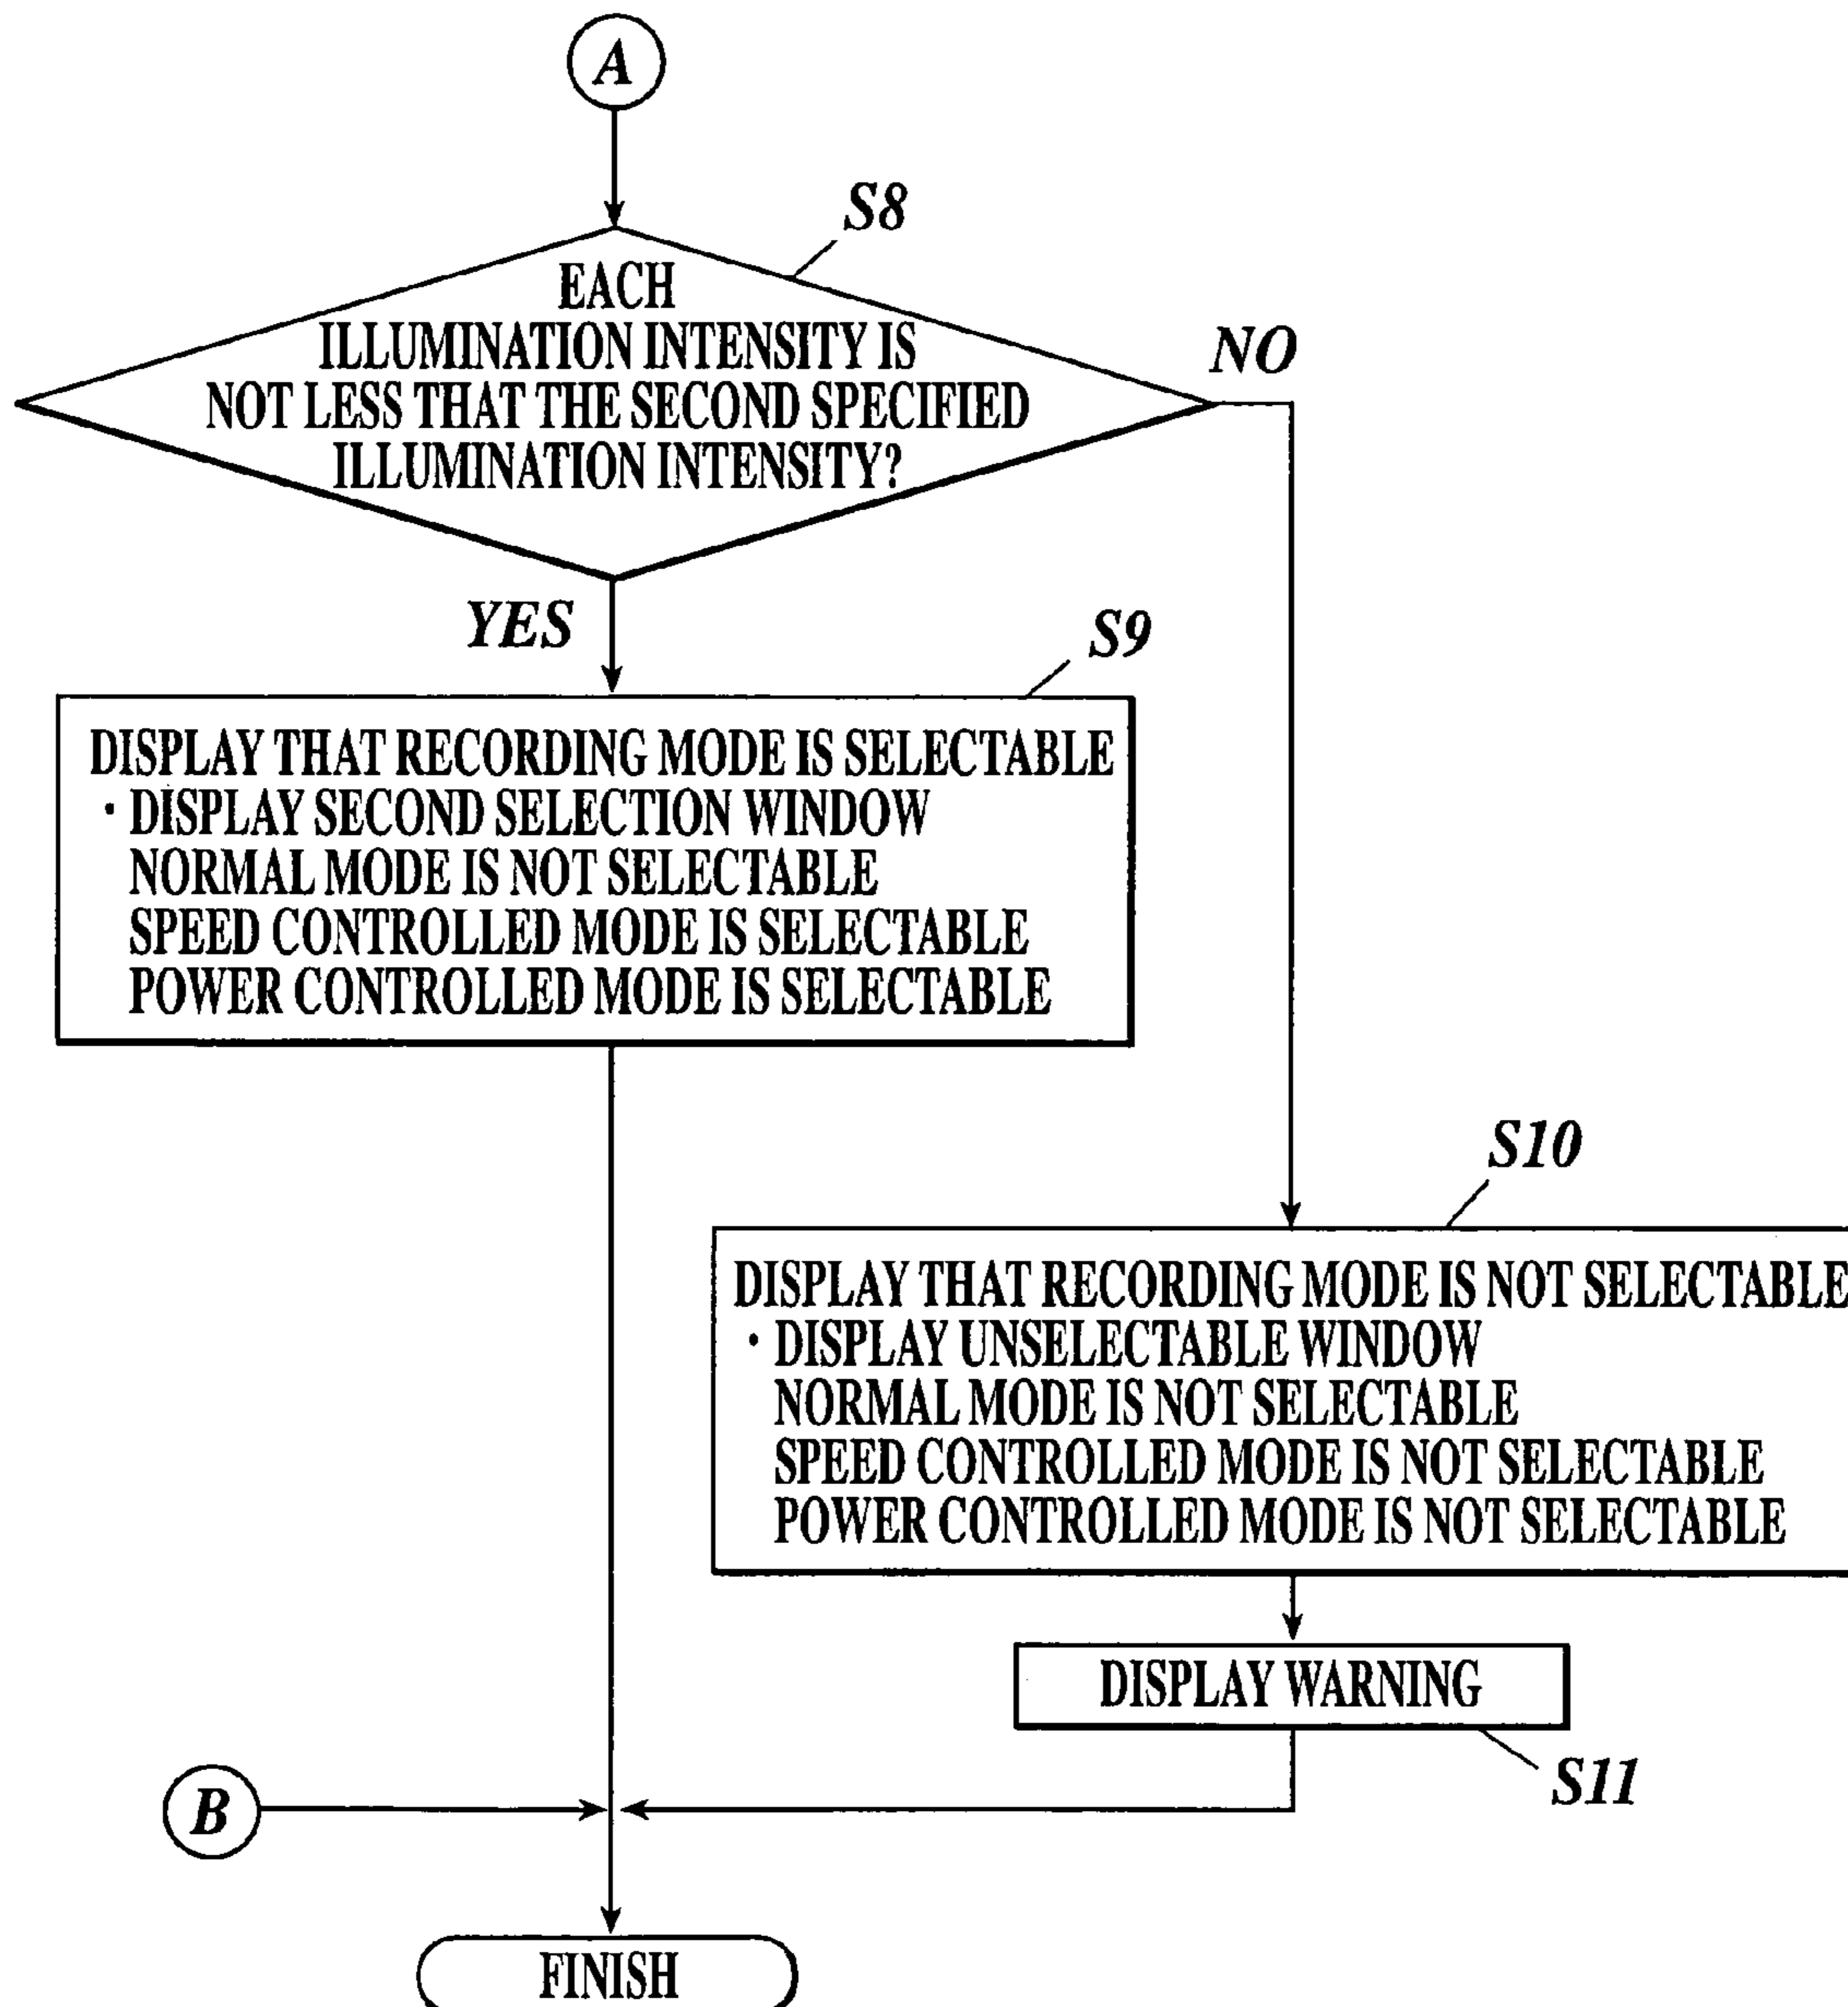 A
S8
EACH
ILLUMINATION INTENSITY IS
NOT LESS THAT THE SECOND SPECIFIED
ILLUMINATION INTENSITY?
NO
YES
S9
DISPLAY THAT RECORDING MODE IS SELECTABLE
· DISPLAY SECOND SELECTION WINDOW
NORMAL MODE IS NOT SELECTABLE
SPEED CONTROLLED MODE IS SELECTABLE
POWER CONTROLLED MODE IS SELECTABLE
S10
DISPLAY THAT RECORDING MODE IS NOT SELECTABLE
· DISPLAY UNSELECTABLE WINDOW
NORMAL MODE IS NOT SELECTABLE
SPEED CONTROLLED MODE IS NOT SELECTABLE
POWER CONTROLLED MODE IS NOT SELECTABLE
DISPLAY WARNING
S11
B
FINISH